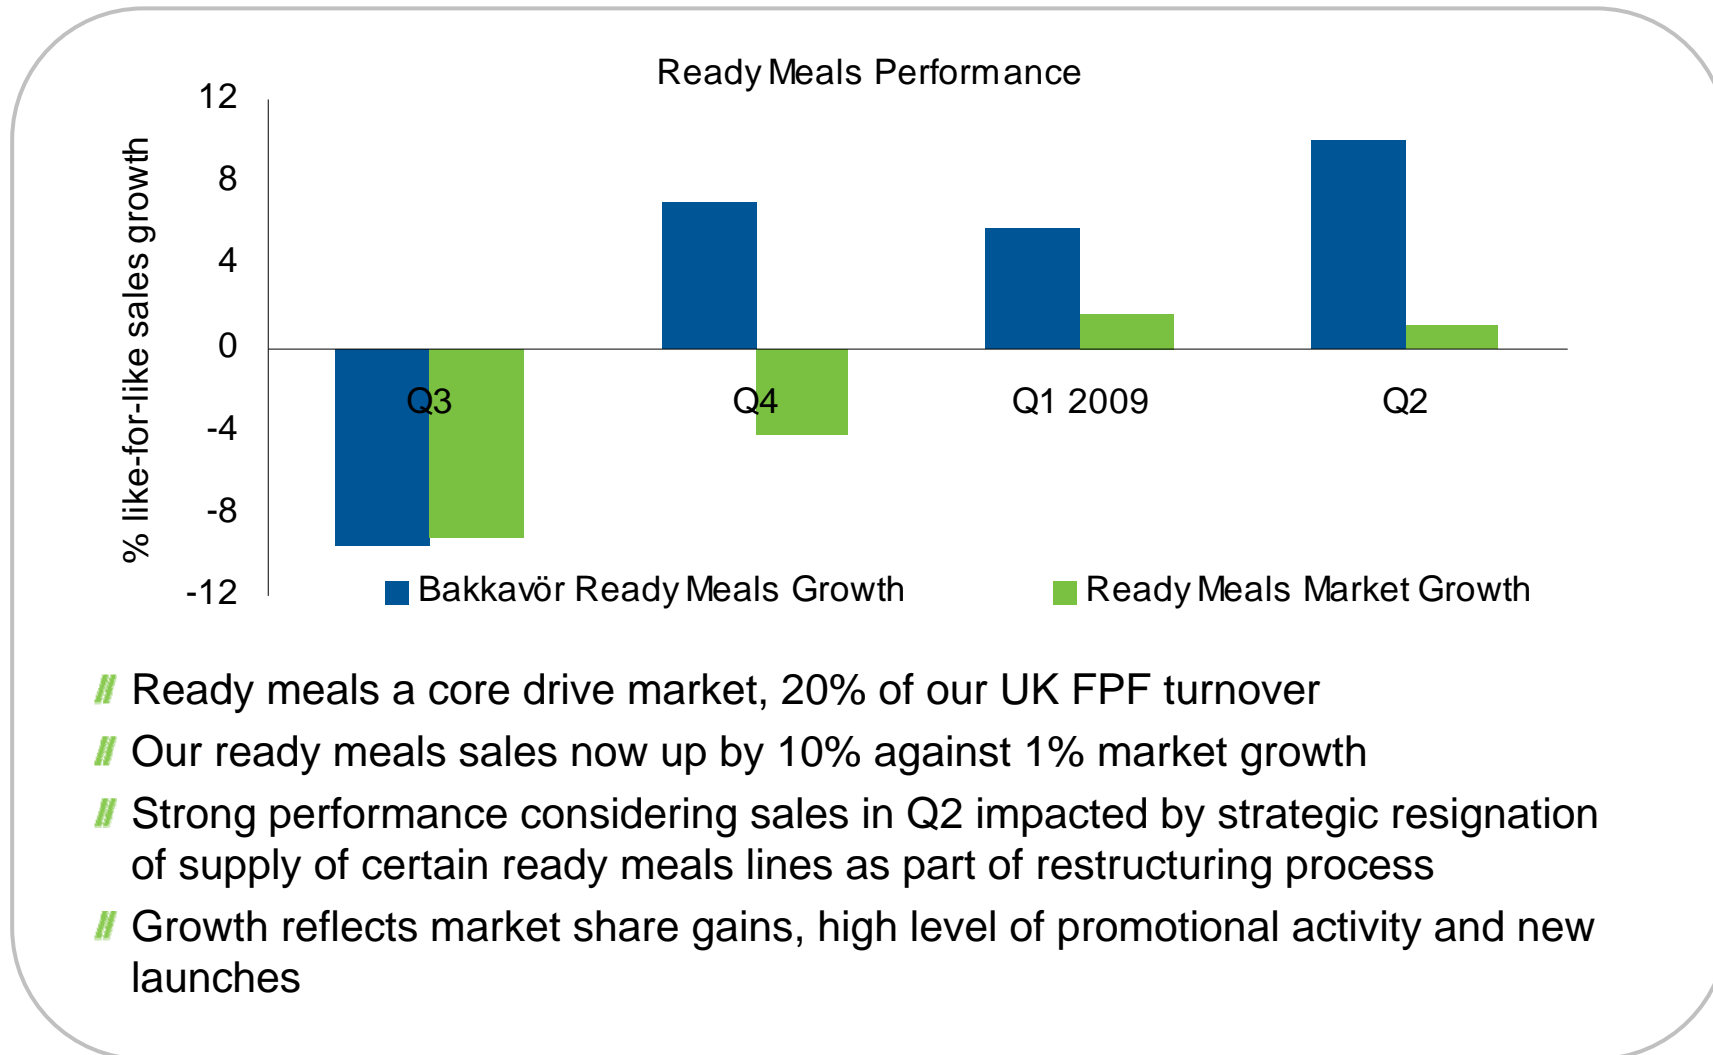 Ready Meals Performance
% like-for-like sales growth
12
8
4
0
-4
-8
-12
Q3
Q4
Q1 2009
Q2
Bakkavör Ready Meals Growth
Ready Meals Market Growth
Ready meals a core drive market, 20% of our UK FPF turnover
Our ready meals sales now up by 10% against 1% market growth
Strong performance considering sales in Q2 impacted by strategic resignation
of supply of certain ready meals lines as part of restructuring process
Growth reflects market share gains, high level of promotional activity and new
launches